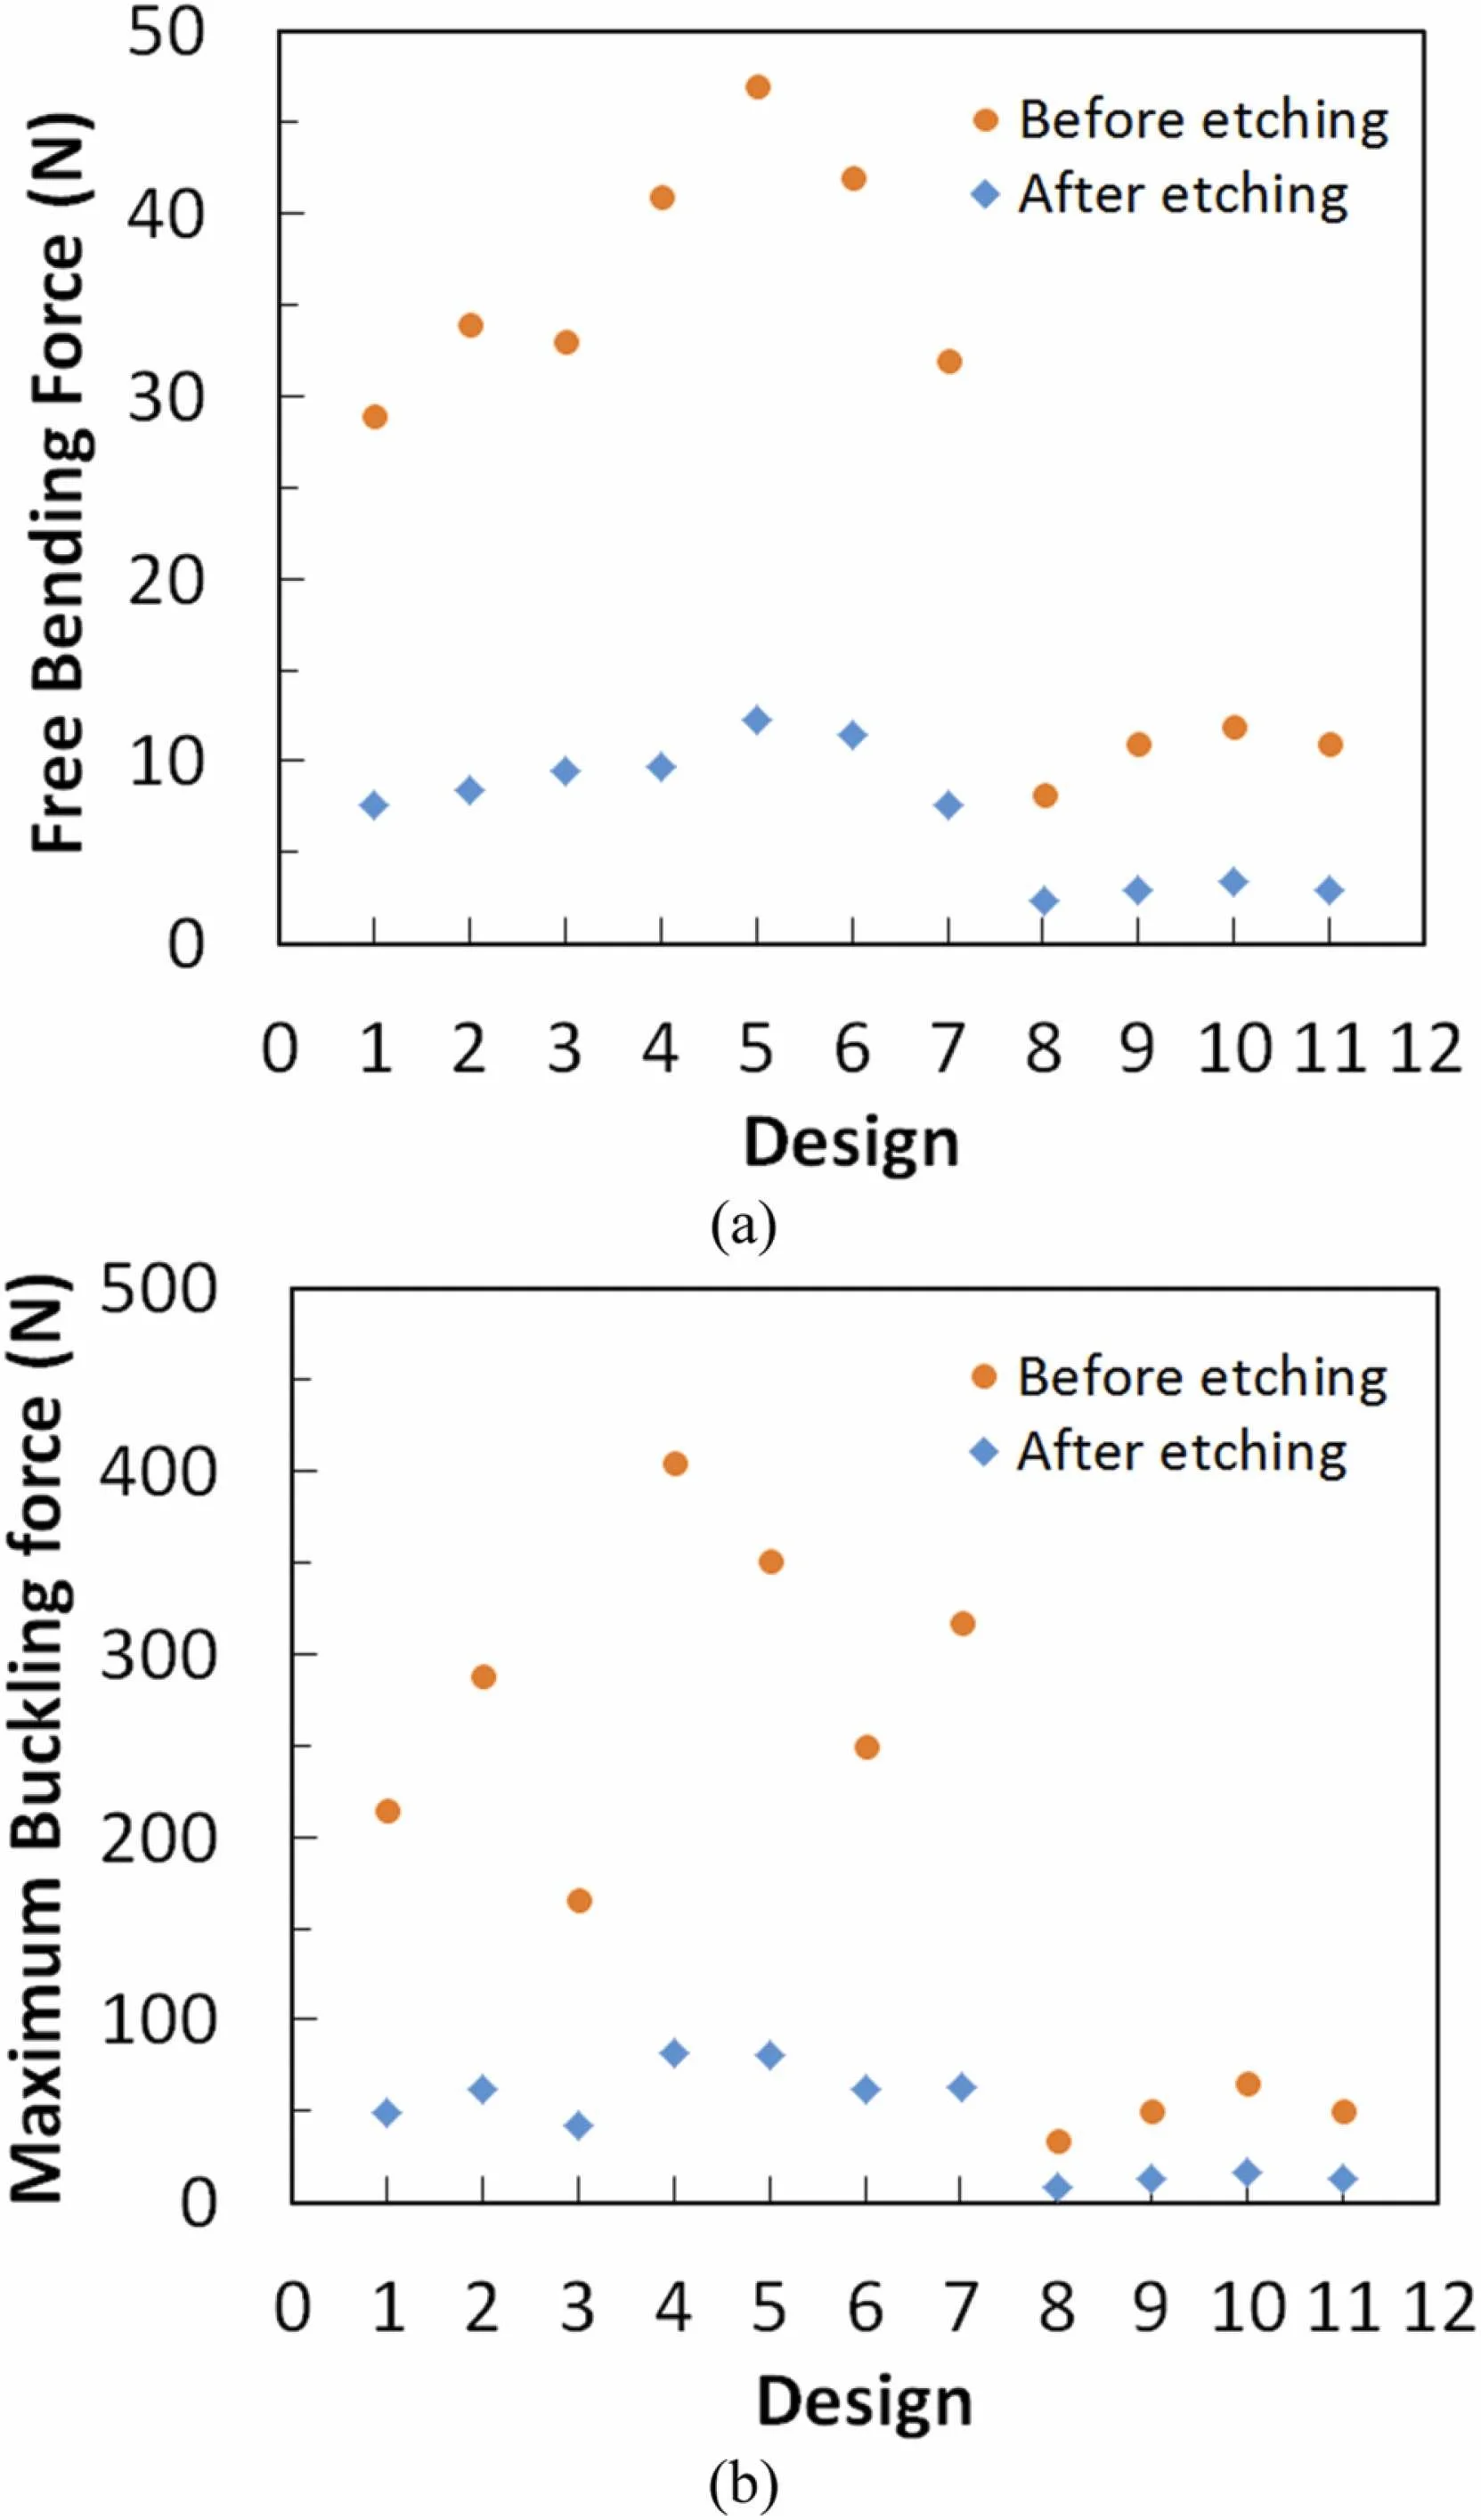 Free Bending Force (N)
50
40
30
20
10
0
Before etching
After etching
0 1 2 3 4 5 6 7 8 9 10 11 12
Design
(a)
Maximum Buckling force (N)
500
400
300
200
100
0
Before etching
After etching
0 1 2 3 4 5 6 7 8 9 10 11 12
Design
(b)